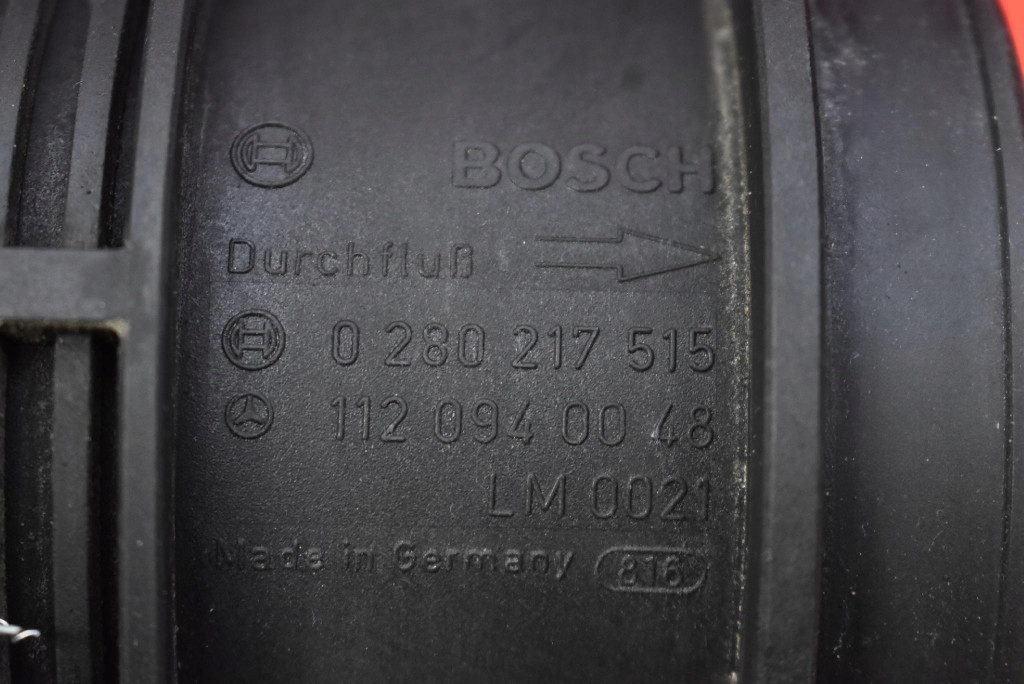 BOSCH
Durchfluß
0 280 217 515
112 094 00 48
LM 0021
Made in Germany 816